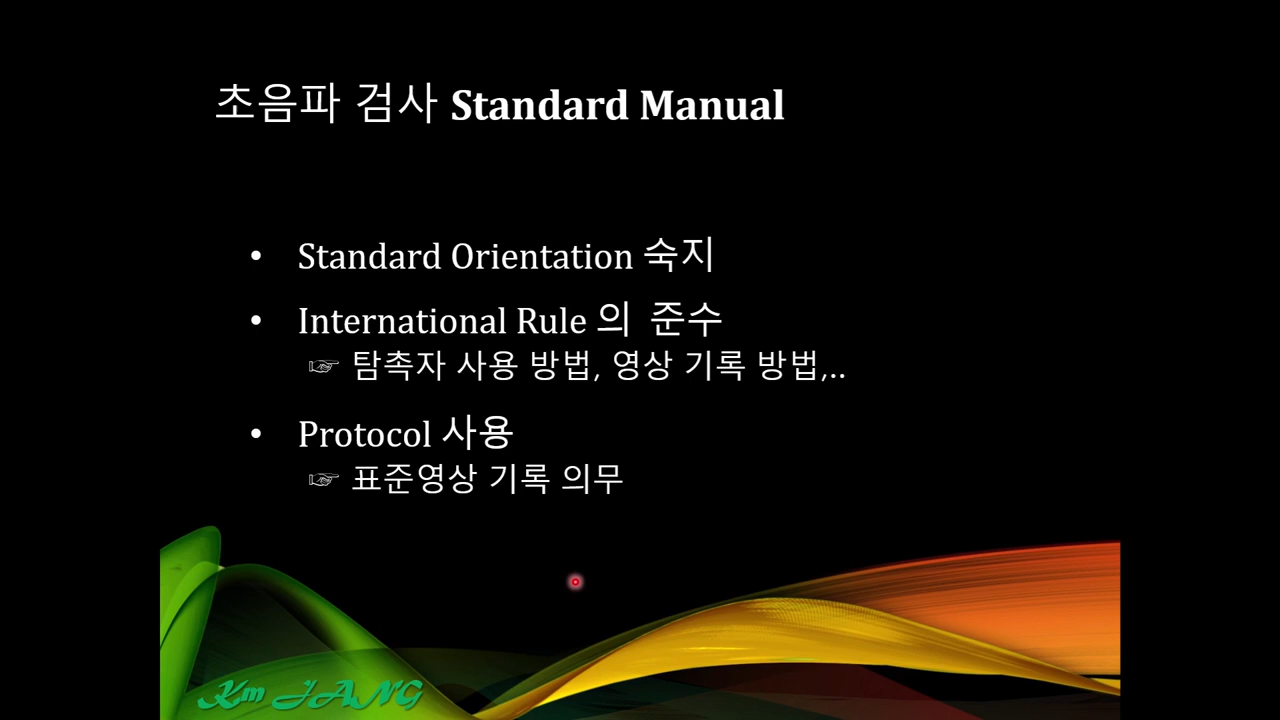 초음파 검사 Standard Manual
• Standard Orientation 숙지
• International Rule 의 준수
☞ 탐촉자 사용 방법, 영상 기록 방법,..
• Protocol 사용
☞ 표준영상 기록 의무
Km JANG